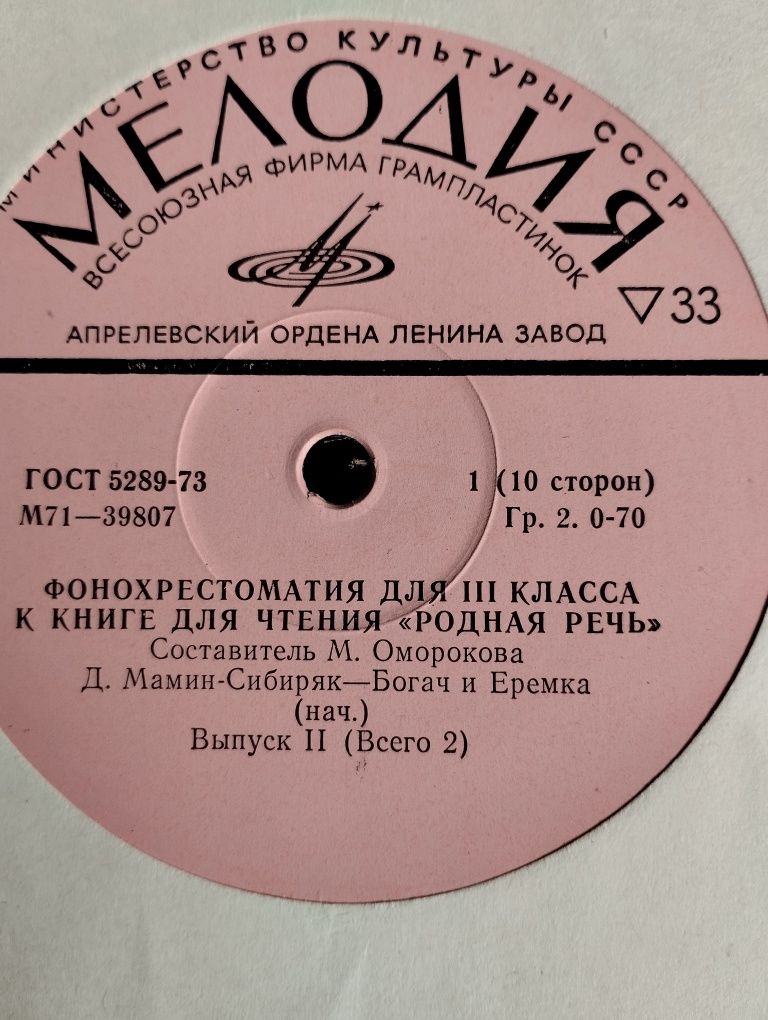 МИНИСТЕРСТВО КУЛЬТУРЫ СССР
МЕЛОДИЯ
ВСЕСОЮЗНАЯ ФИРМА ГРАМПЛАСТИНОК
▽33
АПРЕЛЕВСКИЙ ОРДЕНА ЛЕНИНА ЗАВОД
ГОСТ 5289-73 1 (10 сторон)
М71—39807 Гр. 2. 0-70
ФОНОХРЕСТОМАТИЯ ДЛЯ III КЛАССА
К КНИГЕ ДЛЯ ЧТЕНИЯ «РОДНАЯ РЕЧЬ»
Составитель М. Оморокова
Д. Мамин-Сибиряк—Богач и Еремка
(нач.)
Выпуск II (Всего 2)